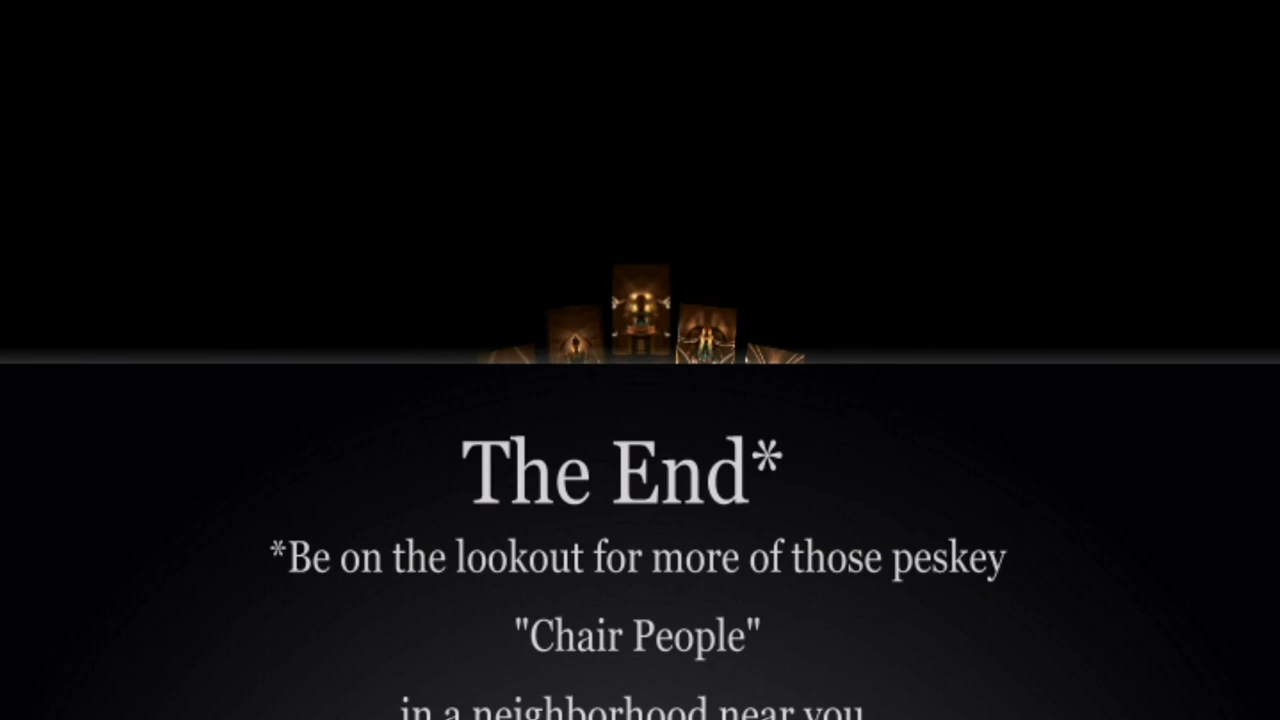 The End*
*Be on the lookout for more of those peskey
"Chair People"
in a neighborhood near you